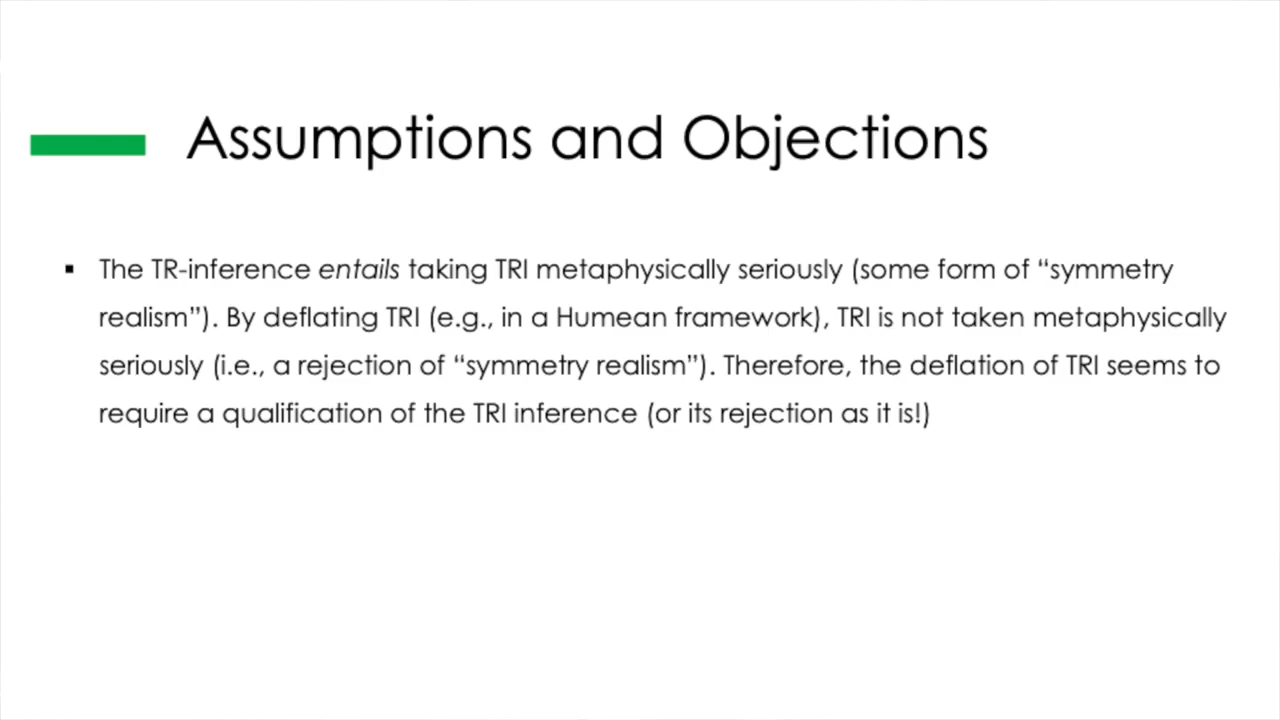 Assumptions and Objections
▪ The TR-inference entails taking TRI metaphysically seriously (some form of “symmetry
realism”). By deflating TRI (e.g., in a Humean framework), TRI is not taken metaphysically
seriously (i.e., a rejection of “symmetry realism”). Therefore, the deflation of TRI seems to
require a qualification of the TRI inference (or its rejection as it is!)